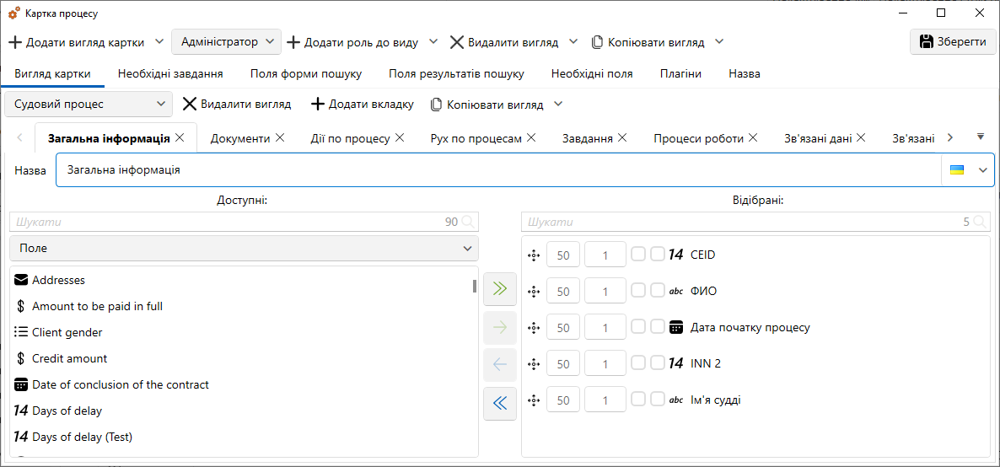 Картка процесу
Додати вигляд картки Адміністратор Додати роль до виду Видалити вигляд Копіювати вигляд Зберегти
Вигляд картки Необхідні завдання Поля форми пошуку Поля результатів пошуку Необхідні поля Плагіни Назва
Судовий процес Видалити вигляд Додати вкладку Копіювати вигляд
Загальна інформація Документи Дії по процесу Рух по процесам Завдання Процеси роботи Зв'язані дані Зв'язані
Назва Загальна інформація
Доступні:
Шукати 90
Поле
Addresses
$ Amount to be paid in full
Client gender
$ Credit amount
Date of conclusion of the contract
14 Days of delay
14 Days of delay (Test)
Відібрані:
Шукати 5
50 1 14 CEID
50 1 abc ФИО
50 1 Дата початку процесу
50 1 14 INN 2
50 1 abc Ім'я судді